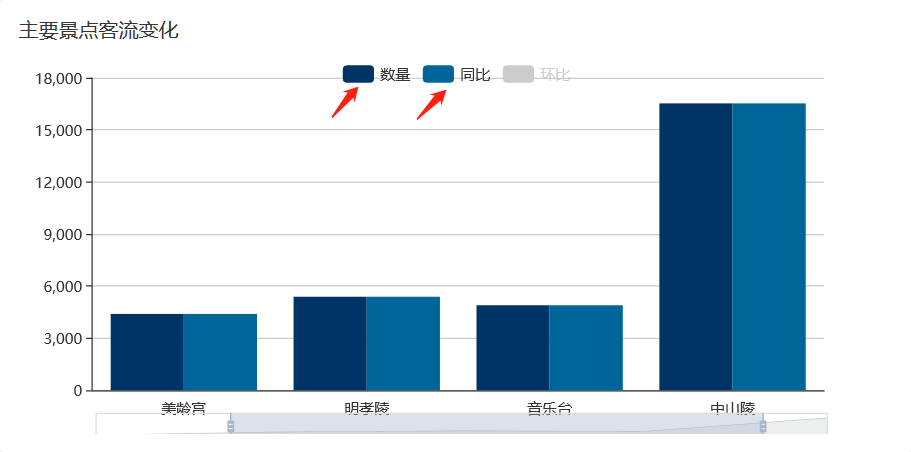 主要景点客流变化
数量 同比 环比
18,000
15,000
12,000
9,000
6,000
3,000
0
美龄宫 明孝陵 音乐台 中山陵